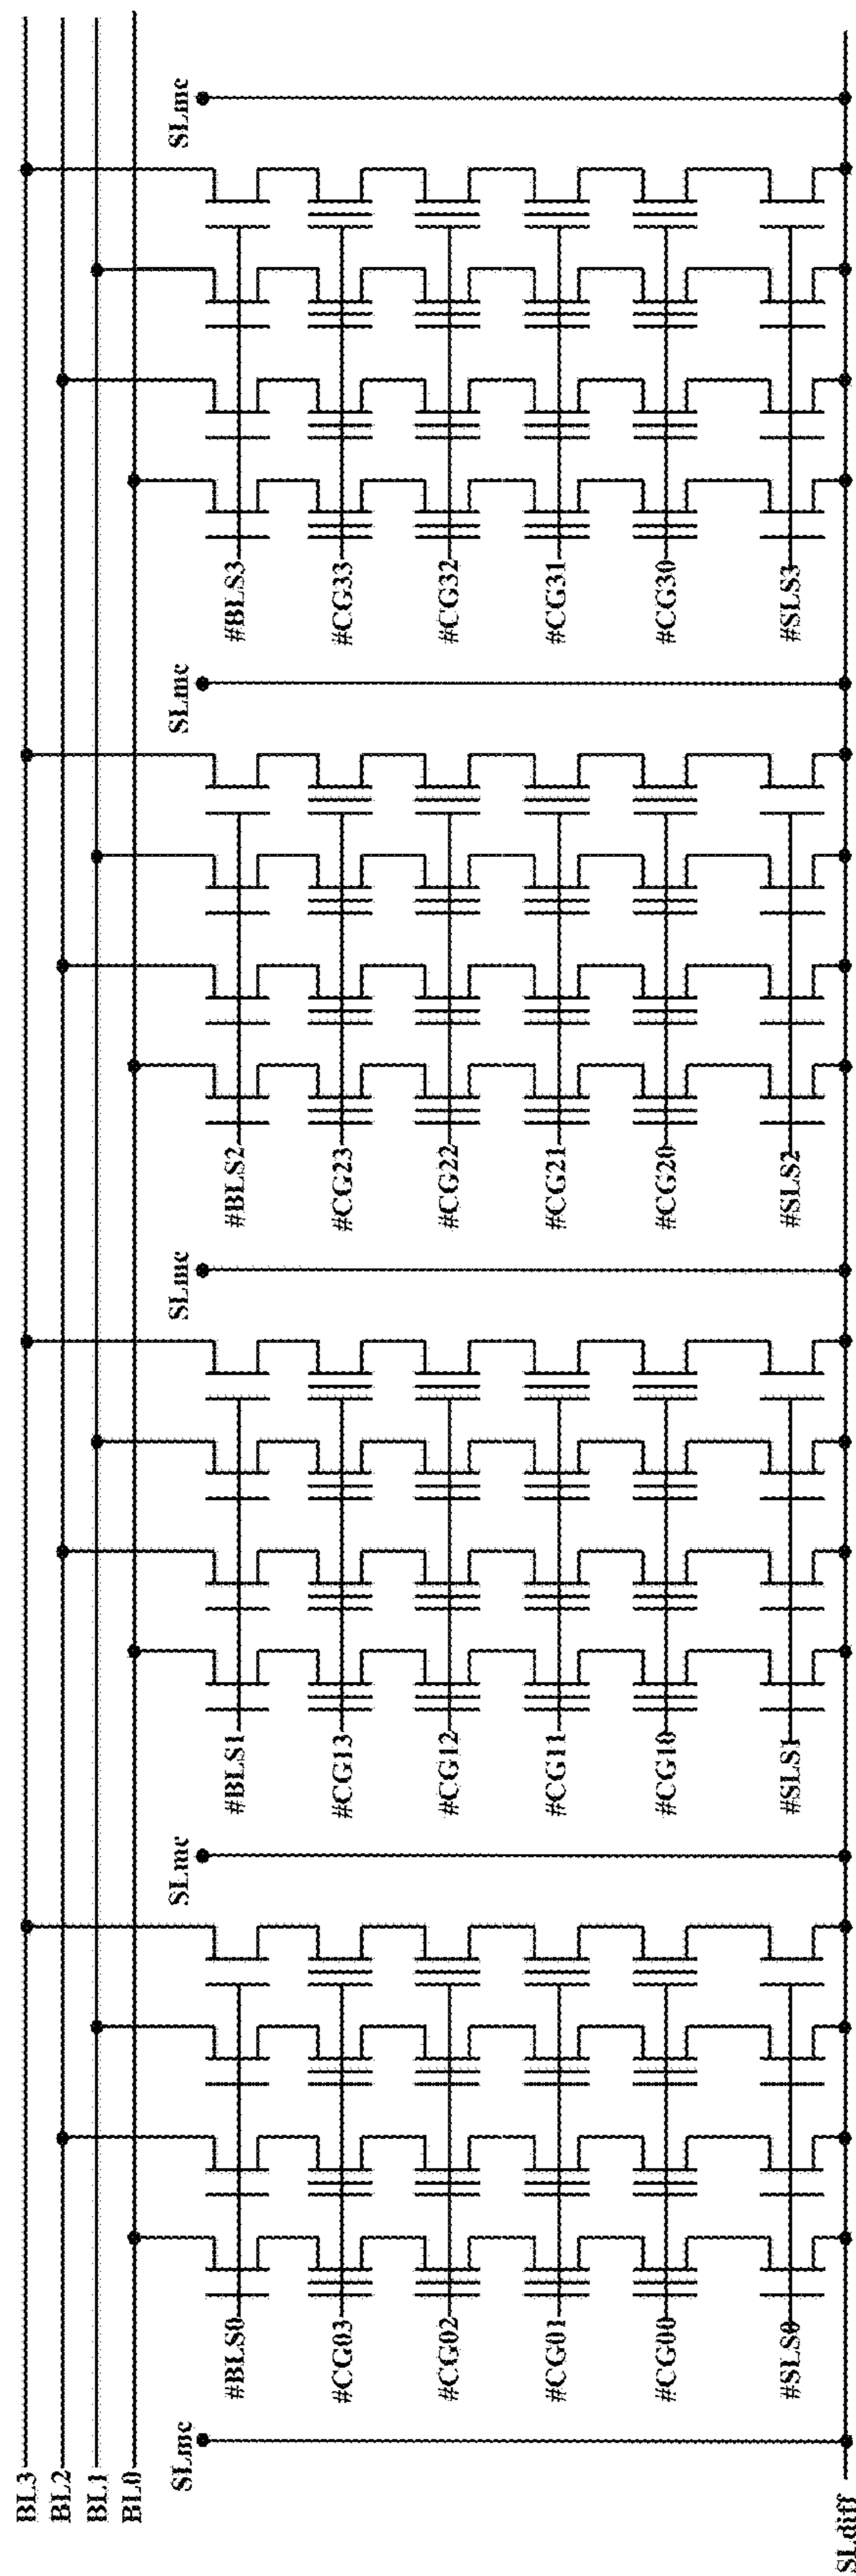 BL3
BL2
BL1
BL0
SLmc
#BLS0
#CG03
#CG02
#CG01
#CG00
#SLS0
SLmc
#BLS1
#CG13
#CG12
#CG11
#CG10
#SLS1
SLmc
#BLS2
#CG23
#CG22
#CG21
#CG20
#SLS2
SLmc
#BLS3
#CG33
#CG32
#CG31
#CG30
#SLS3
SLmc
SLdiff